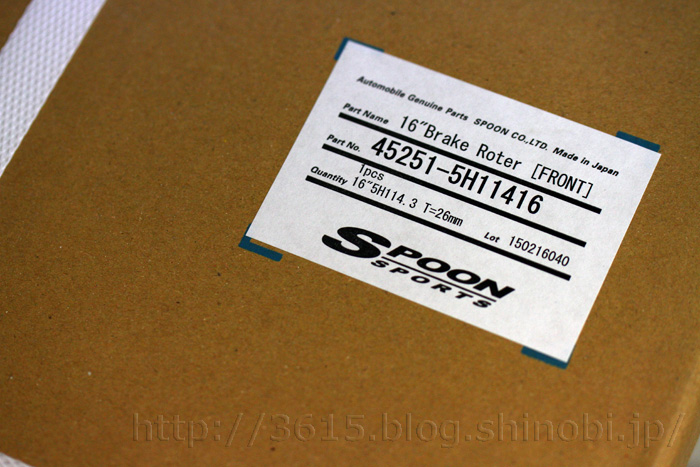 Automobile Genuine Parts SPOON CO.,LTD. Made in Japan
Part Name 16"Brake Roter [FRONT]
Part No. 45251-5H11416
1pcs
Quantity 16"5H114.3 T=26mm Lot 150216040
SPOON
SPORTS
http://3615.blog.shinobi.jp/